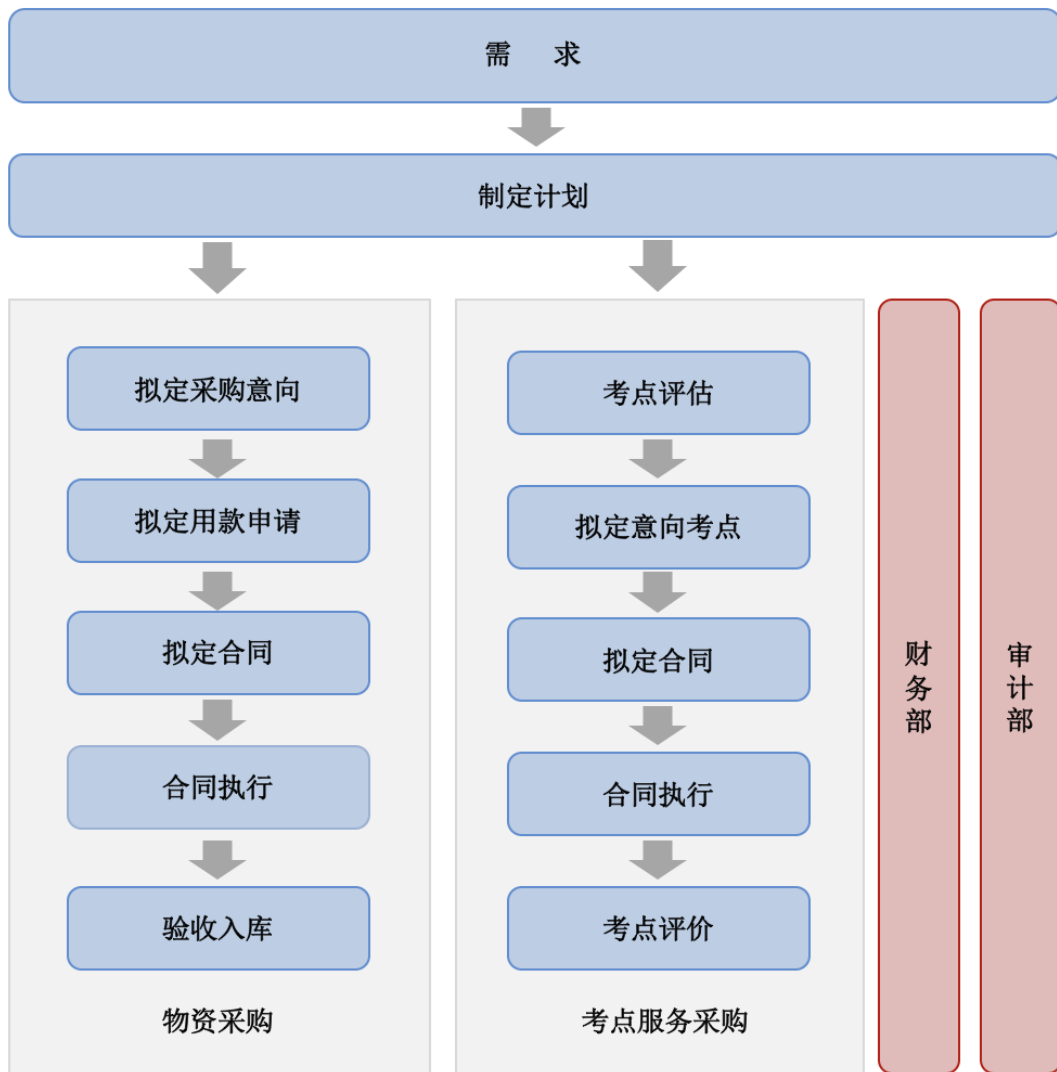 需 求
制定计划
拟定采购意向
拟定用款申请
拟定合同
合同执行
验收入库
物资采购
考点评估
拟定意向考点
拟定合同
合同执行
考点评价
考点服务采购
财务部
审计部